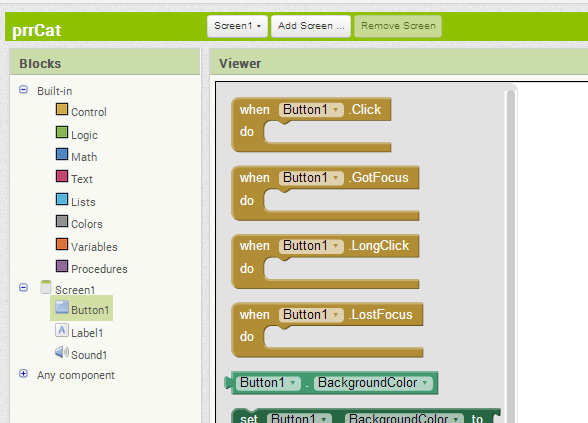 prrCat
Screen1 Add Screen ... Remove Screen
Blocks
Viewer
Built-in
Control
Logic
Math
Text
Lists
Colors
Variables
Procedures
Screen1
Button1
Label1
A
Sound1
Any component
when Button1 .Click
do
when Button1 .GotFocus
do
when Button1 .LongClick
do
when Button1 .LostFocus
do
Button1 . BackgroundColor
set Button1 . BackgroundColor to